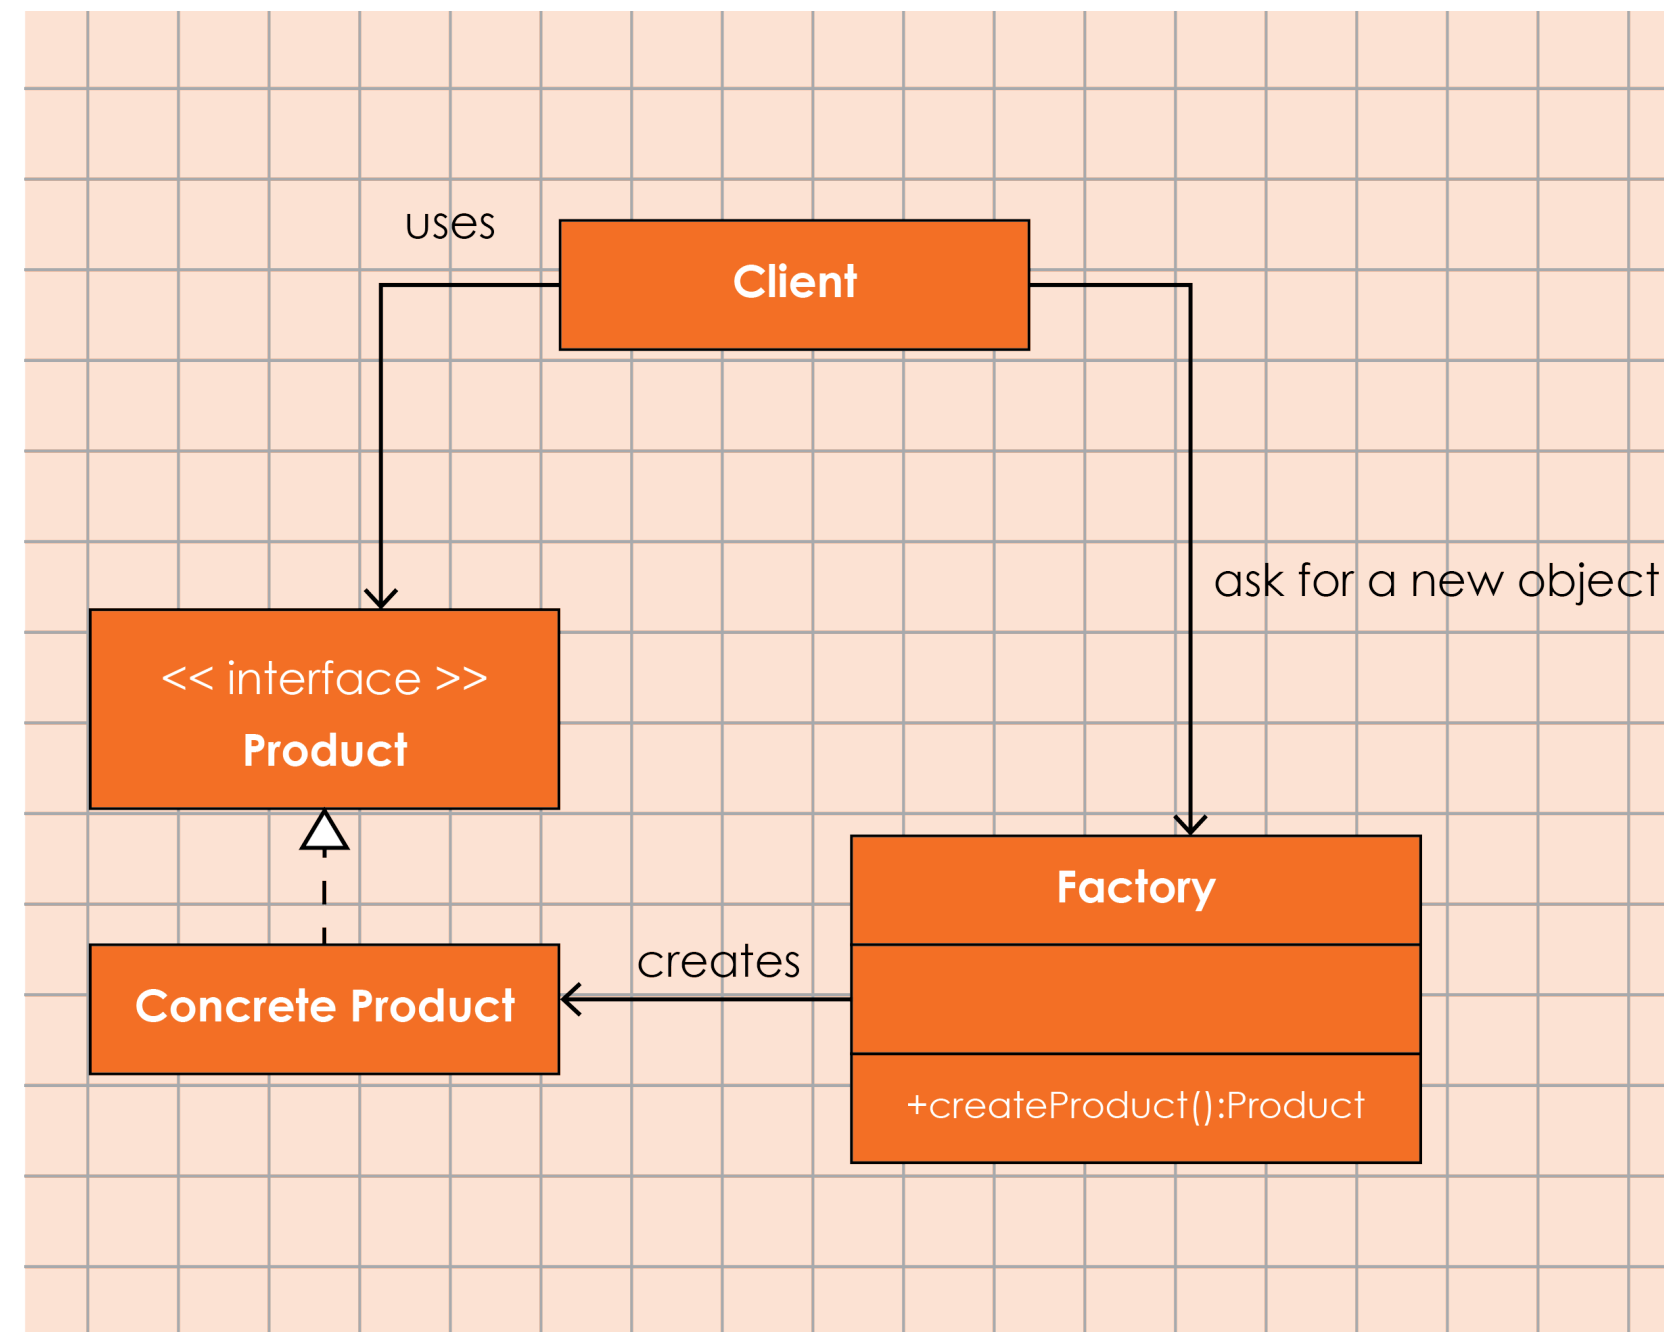 uses
Client
ask for a new object
<< interface >>
Product
Factory
creates
Concrete Product
+createProduct():Product